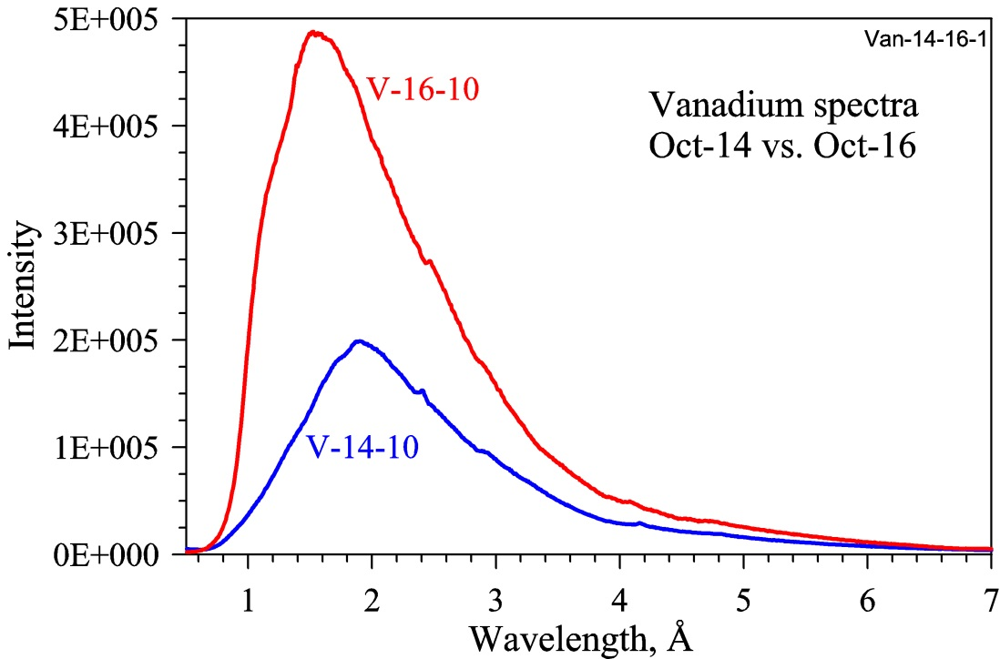 5E+005
Van-14-16-1
V-16-10
Vanadium spectra
4E+005
Oct-14 vs. Oct-16
3E+005
Intensity
2E+005
V-14-10
1E+005
0E+000
1 2 3 4 5 6 7
Wavelength, Å